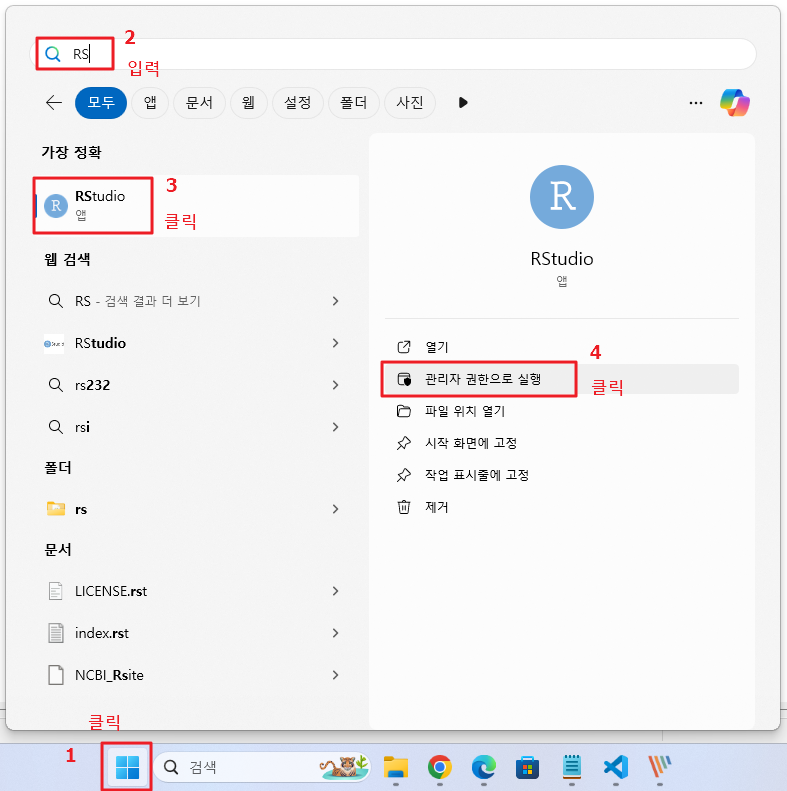 RS
2
입력
모두
앱
문서
웹
설정
폴더
사진
가장 정확
R
RStudio
앱
3
클릭
웹 검색
RS - 검색 결과 더 보기
RStudio
rs232
rsi
폴더
rs
문서
LICENSE.rst
index.rst
NCBI_Rsite
R
RStudio
앱
열기
관리자 권한으로 실행
4
클릭
파일 위치 열기
시작 화면에 고정
작업 표시줄에 고정
제거
클릭
1
검색